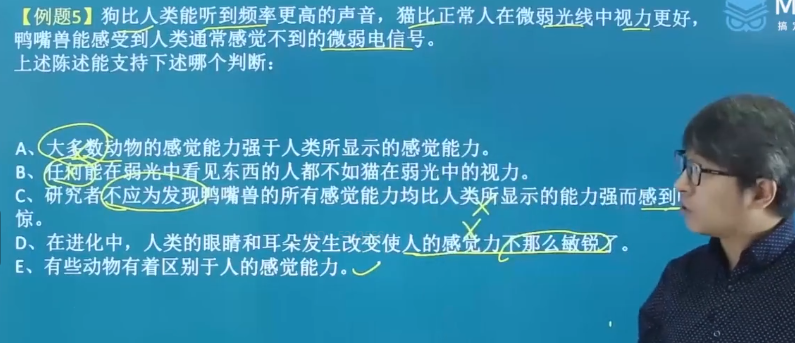 【例题5】狗比人类能听到频率更高的声音，猫比正常人在微弱光线中视力更好，
鸭嘴兽能感受到人类通常感觉不到的微弱电信号。
上述陈述能支持下述哪个判断：
A、大多数动物的感觉能力强于人类所显示的感觉能力。
B、任何能在弱光中看见东西的人都不如猫在弱光中的视力。
C、研究者不应为发现鸭嘴兽的所有感觉能力均比人类所显示的能力强而感到
惊。
D、在进化中，人类的眼睛和耳朵发生改变使人的感觉力不那么敏锐了。
E、有些动物有着区别于人的感觉能力。